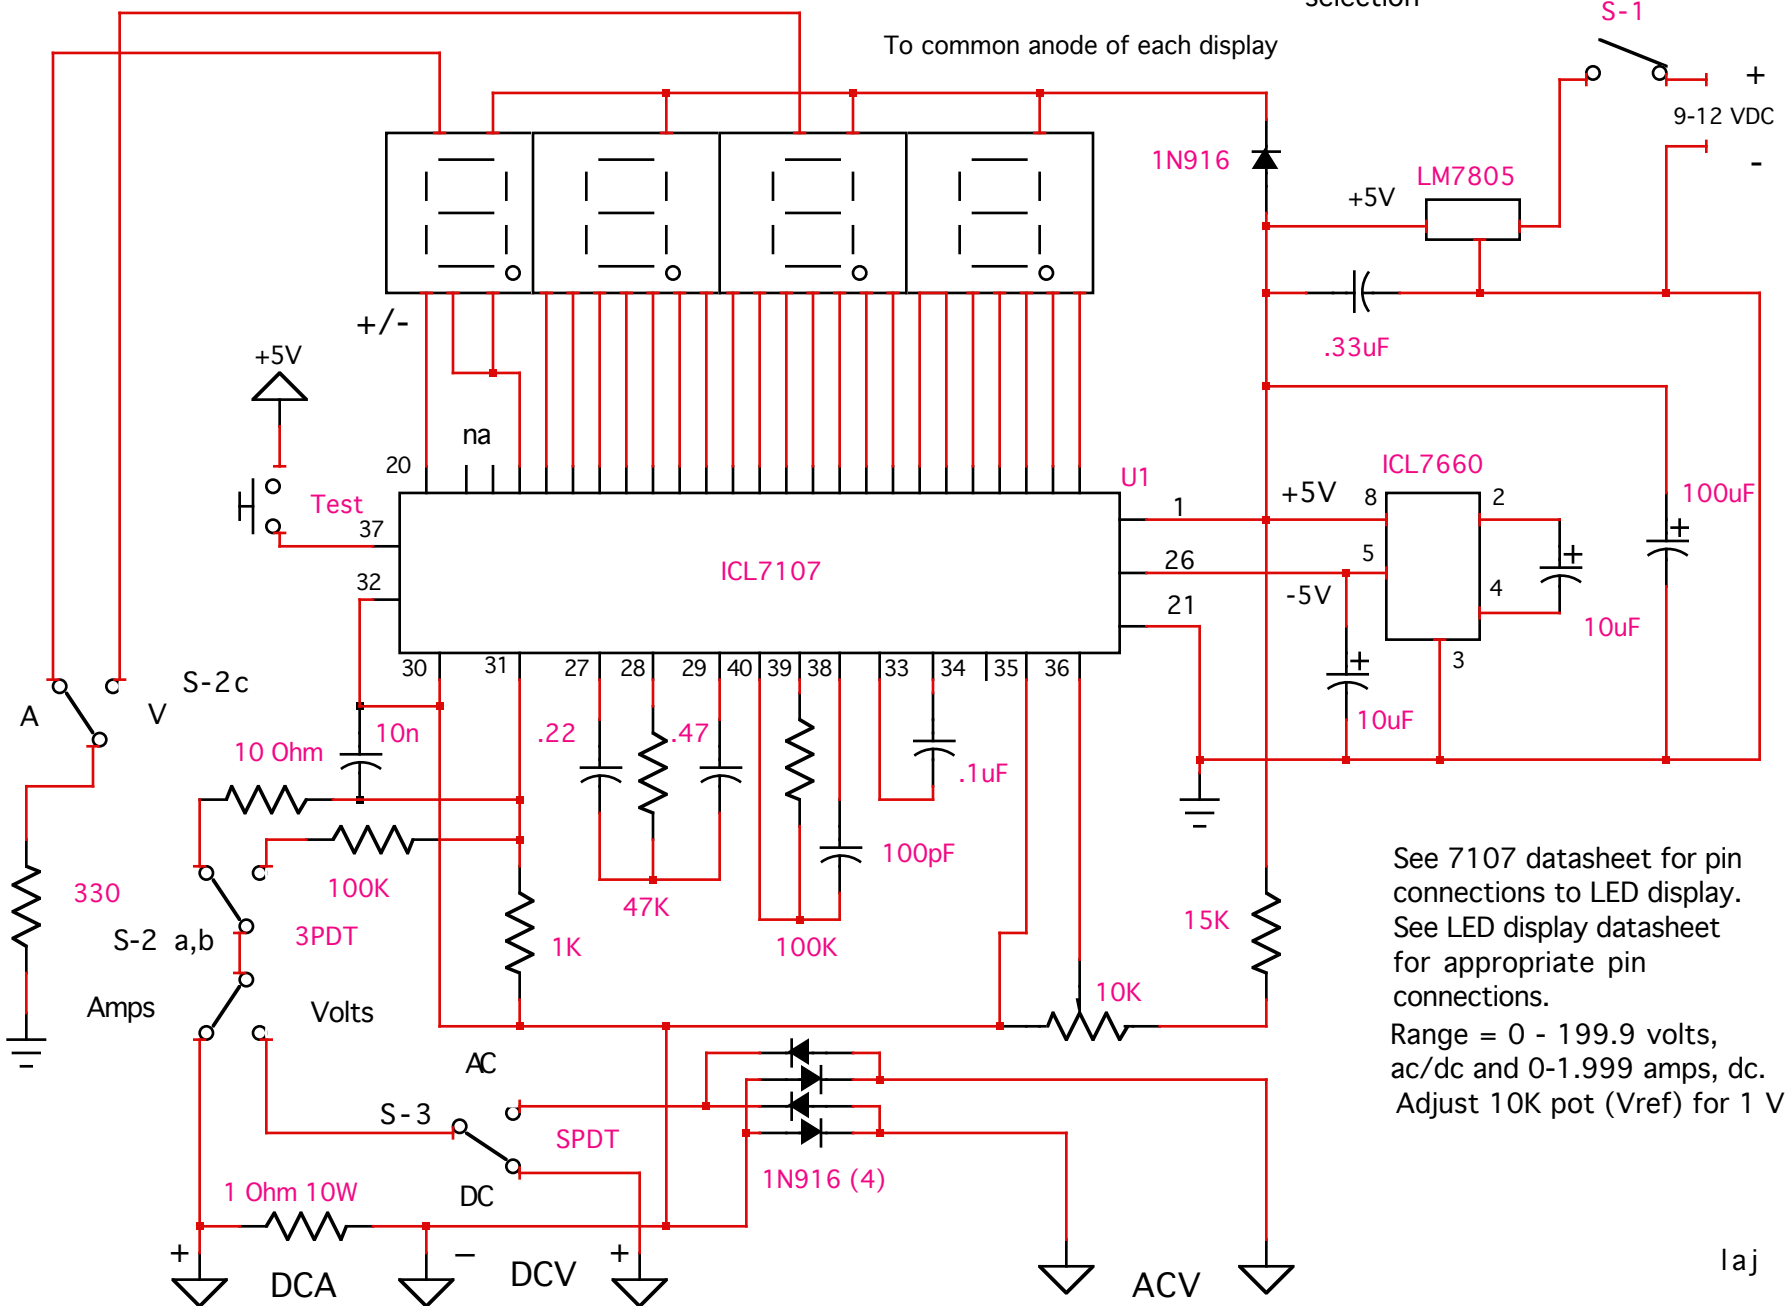 selection
S-1
To common anode of each display
+
9-12 VDC
-
1N916
LM7805
+5V
+/-
.33uF
+5V
na
20
U1
ICL7660
Test
37
1
+5V
8
2
100uF
+
32
ICL7107
26
5
+
-5V
4
21
10uF
3
30
31
27
28
29
40
39
38
33
34
35
36
+
10uF
A
V
S-2c
10n
.22
.47
.1uF
10 Ohm
100pF
330
100K
47K
100K
1K
15K
S-2 a,b
3PDT
Amps
Volts
10K
See 7107 datasheet for pin
connections to LED display.
See LED display datasheet
for appropriate pin
connections.
Range = 0 - 199.9 volts,
ac/dc and 0-1.999 amps, dc.
Adjust 10K pot (Vref) for 1 V
AC
S-3
SPDT
DC
1N916 (4)
1 Ohm 10W
+
DCA
–
DCV
+
ACV
laj